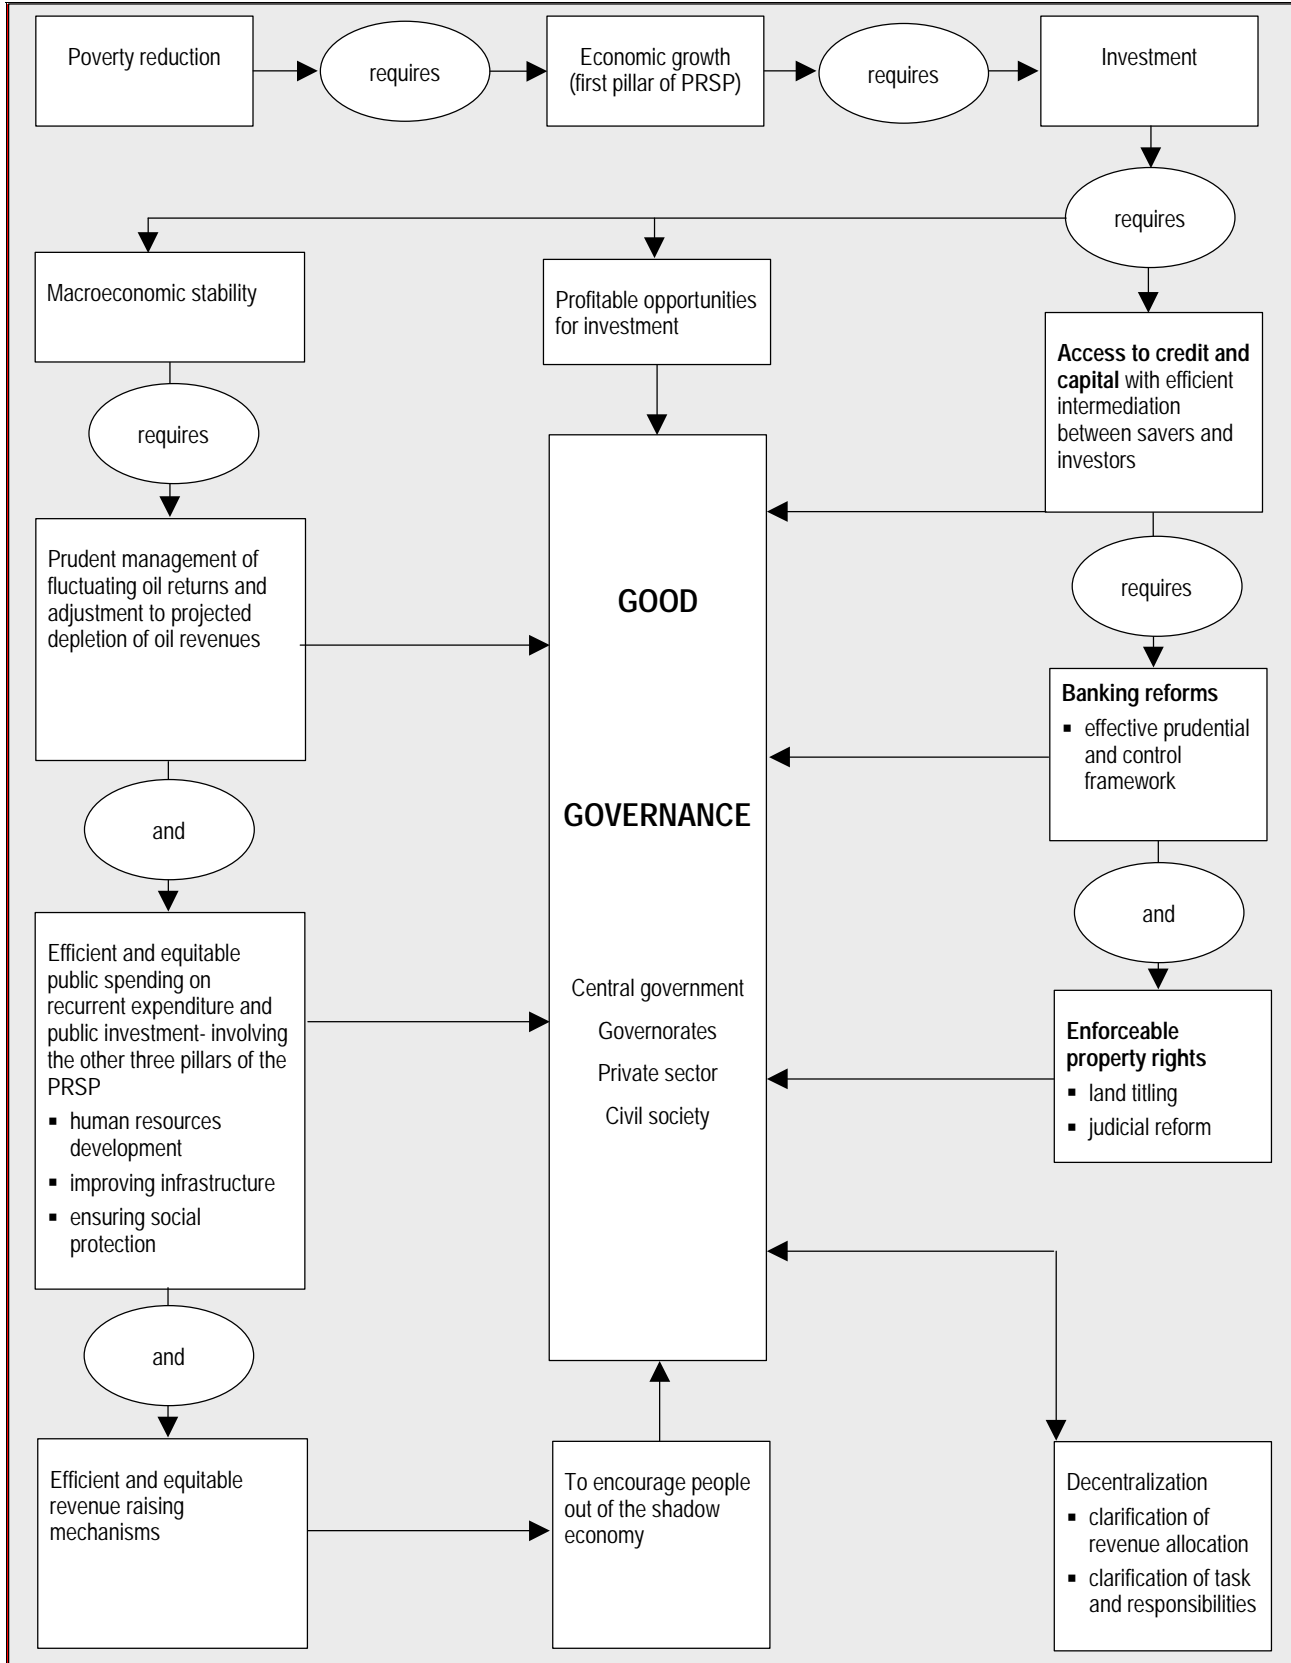 Poverty reduction
requires
Economic growth
(first pillar of PRSP)
requires
Investment
requires
Macroeconomic stability
Profitable opportunities
for investment
Access to credit and
capital with efficient
intermediation
between savers and
investors
requires
requires
Prudent management of
fluctuating oil returns and
adjustment to projected
depletion of oil revenues
GOOD
GOVERNANCE
Central government
Governorates
Private sector
Civil society
Banking reforms
▪ effective prudential
and control
framework
and
and
Efficient and equitable
public spending on
recurrent expenditure and
public investment- involving
the other three pillars of the
PRSP
▪ human resources
development
▪ improving infrastructure
▪ ensuring social
protection
Enforceable
property rights
▪ land titling
▪ judicial reform
and
Efficient and equitable
revenue raising
mechanisms
To encourage people
out of the shadow
economy
Decentralization
▪ clarification of
revenue allocation
▪ clarification of task
and responsibilities